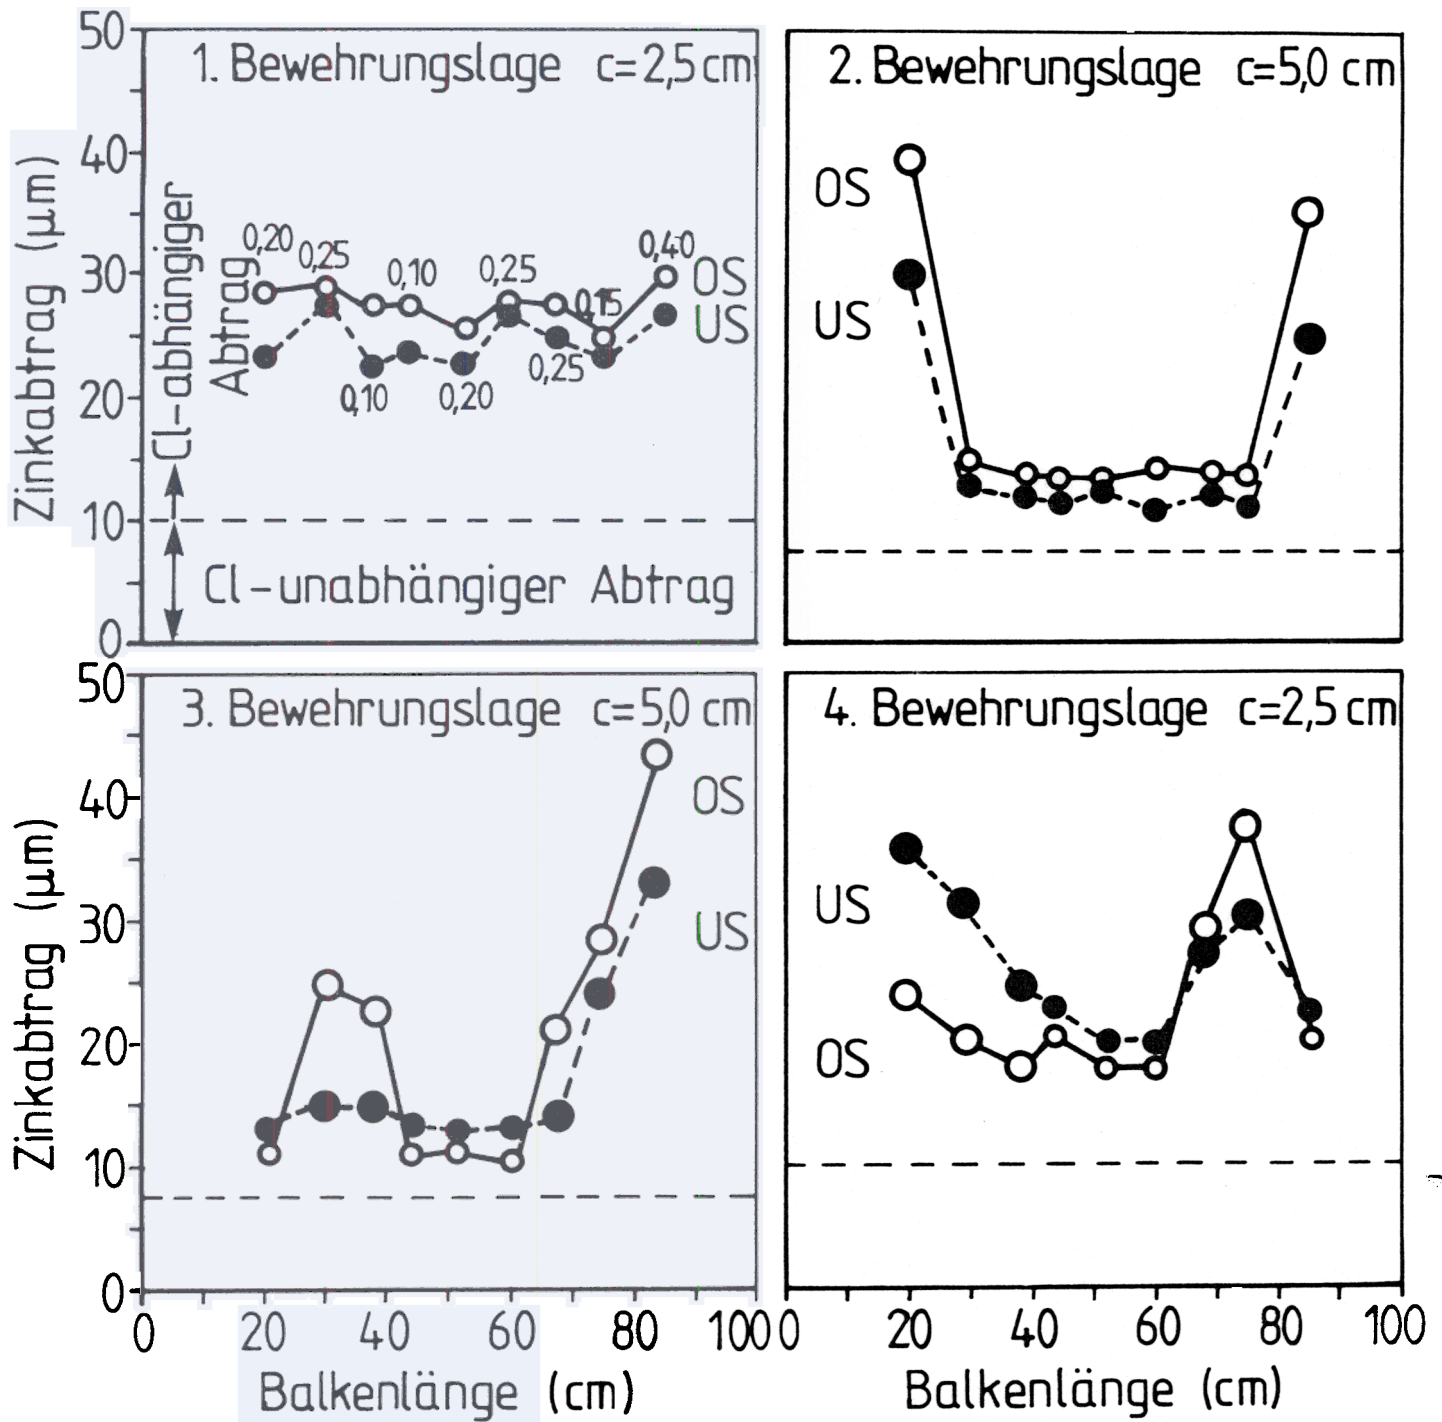 50
40
30
20
10
0
Zinkabtrag (µm)
1. Bewehrungslage c=2,5 cm
Cl-abhängiger
Abtrag
0,20
0,25
0,10
0,25
0,15
0,40
OS
US
0,10
0,20
0,25
Cl-unabhängiger Abtrag
2. Bewehrungslage c=5,0 cm
OS
US
50
40
30
20
10
0
Zinkabtrag (µm)
3. Bewehrungslage c=5,0 cm
OS
US
0 20 40 60 80 100
Balkenlänge (cm)
4. Bewehrungslage c=2,5 cm
US
OS
0 20 40 60 80 100
Balkenlänge (cm)